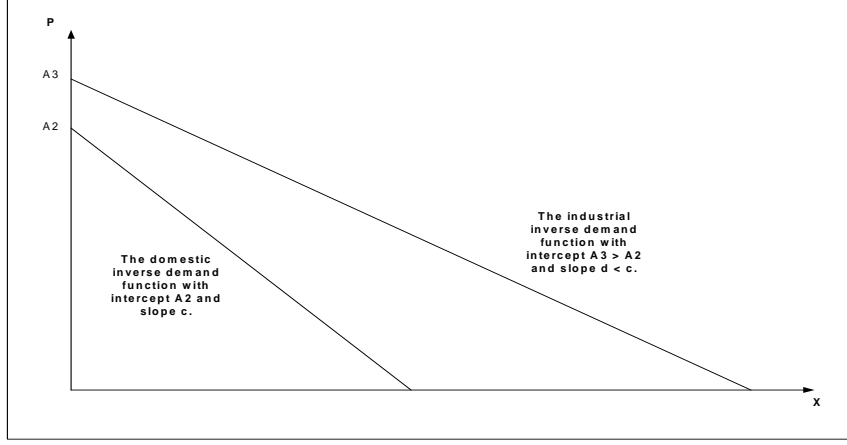 P
A3
A2
The industrial
inverse demand
function with
intercept A3 > A2
and slope d < c.
The domestic
inverse demand
function with
intercept A2 and
slope c.
X